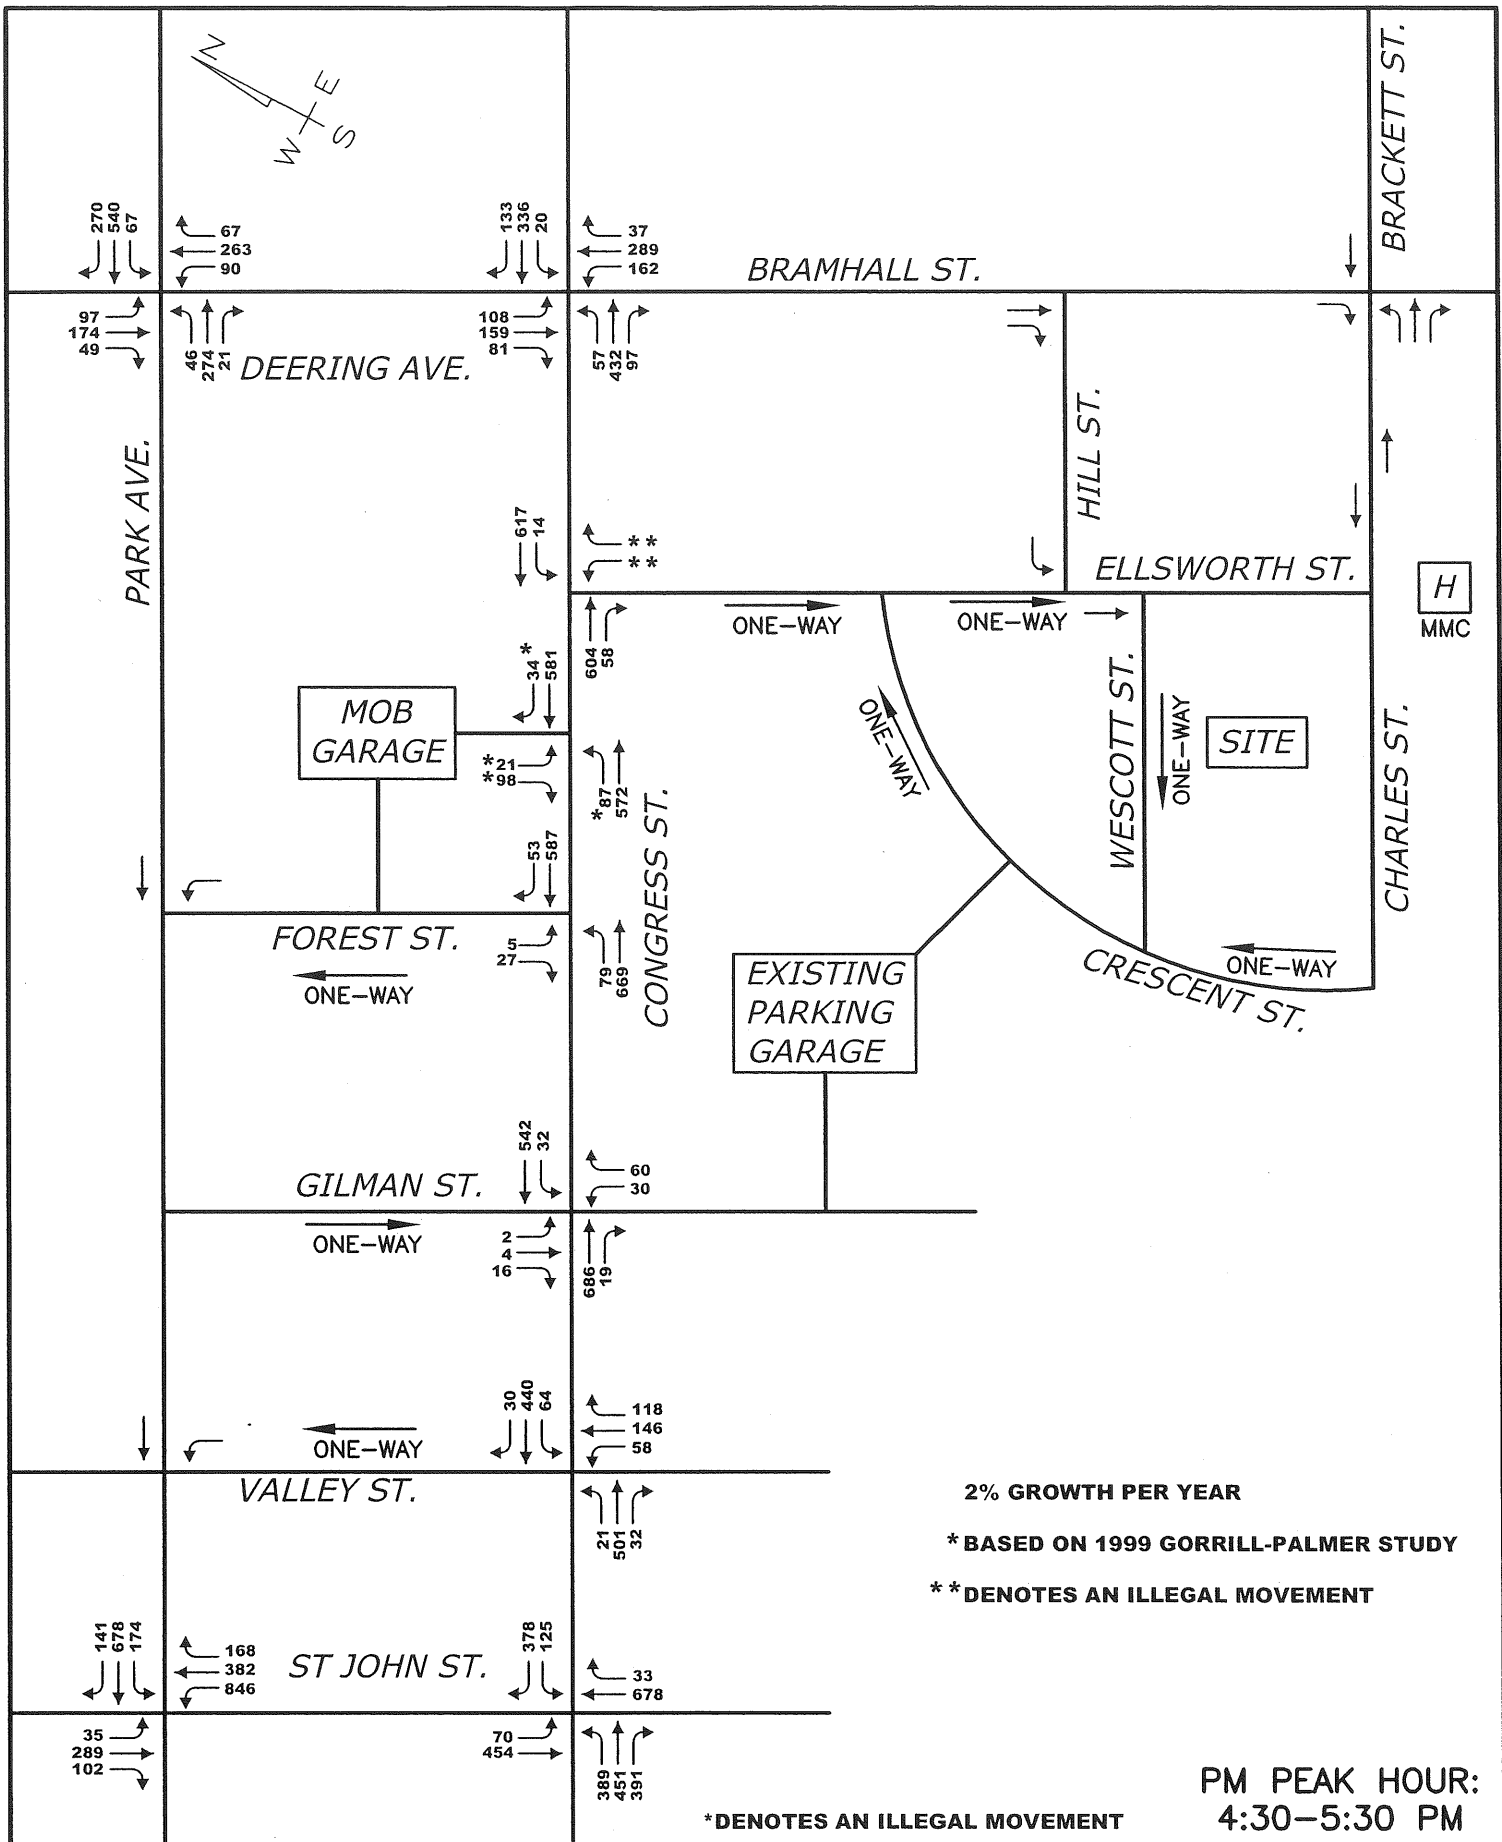 N
E
W
S
BRACKETT ST.
270
540
67
67
263
90
133
336
20
37
289
162
BRAMHALL ST.
97
174
49
46
274
21
DEERING AVE.
108
159
81
57
432
97
PARK AVE.
HILL ST.
617
14
**
**
ELLSWORTH ST.
H
MMC
ONE-WAY
ONE-WAY
604
58
34*
581
MOB
GARAGE
*21
*98
*87
572
ONE-WAY
WESCOTT ST.
ONE-WAY
SITE
CHARLES ST.
CONGRESS ST.
53
587
FOREST ST.
ONE-WAY
5
27
79
669
EXISTING
PARKING
GARAGE
CRESCENT ST.
ONE-WAY
542
32
60
30
GILMAN ST.
ONE-WAY
2
4
16
686
19
30
440
64
118
146
58
ONE-WAY
VALLEY ST.
21
501
32
2% GROWTH PER YEAR
*BASED ON 1999 GORRILL-PALMER STUDY
**DENOTES AN ILLEGAL MOVEMENT
141
678
174
168
382
846
ST JOHN ST.
378
125
33
678
35
289
102
70
454
389
451
391
PM PEAK HOUR:
4:30-5:30 PM
*DENOTES AN ILLEGAL MOVEMENT